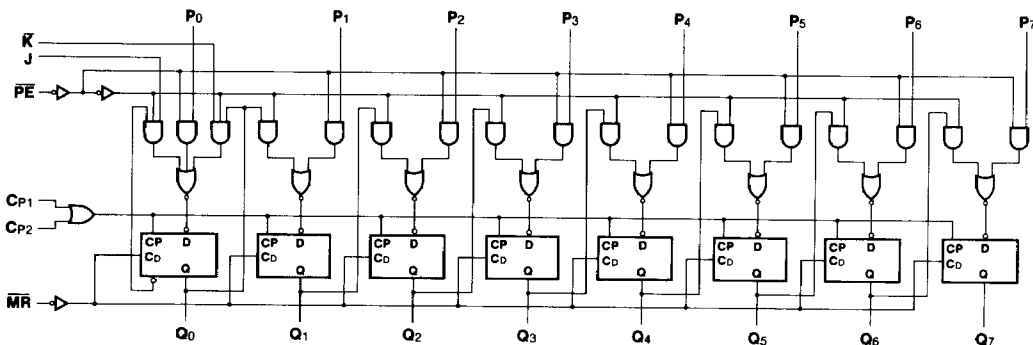 P0 P1 P2 P3 P4 P5 P6 P7
K̅
J
P̅E̅
CP1
CP2
CP D CP D CP D CP D CP D CP D CP D CP D
CD CD CD CD CD CD CD CD
Q Q Q Q Q Q Q Q
M̅R̅
Q0 Q1 Q2 Q3 Q4 Q5 Q6 Q7